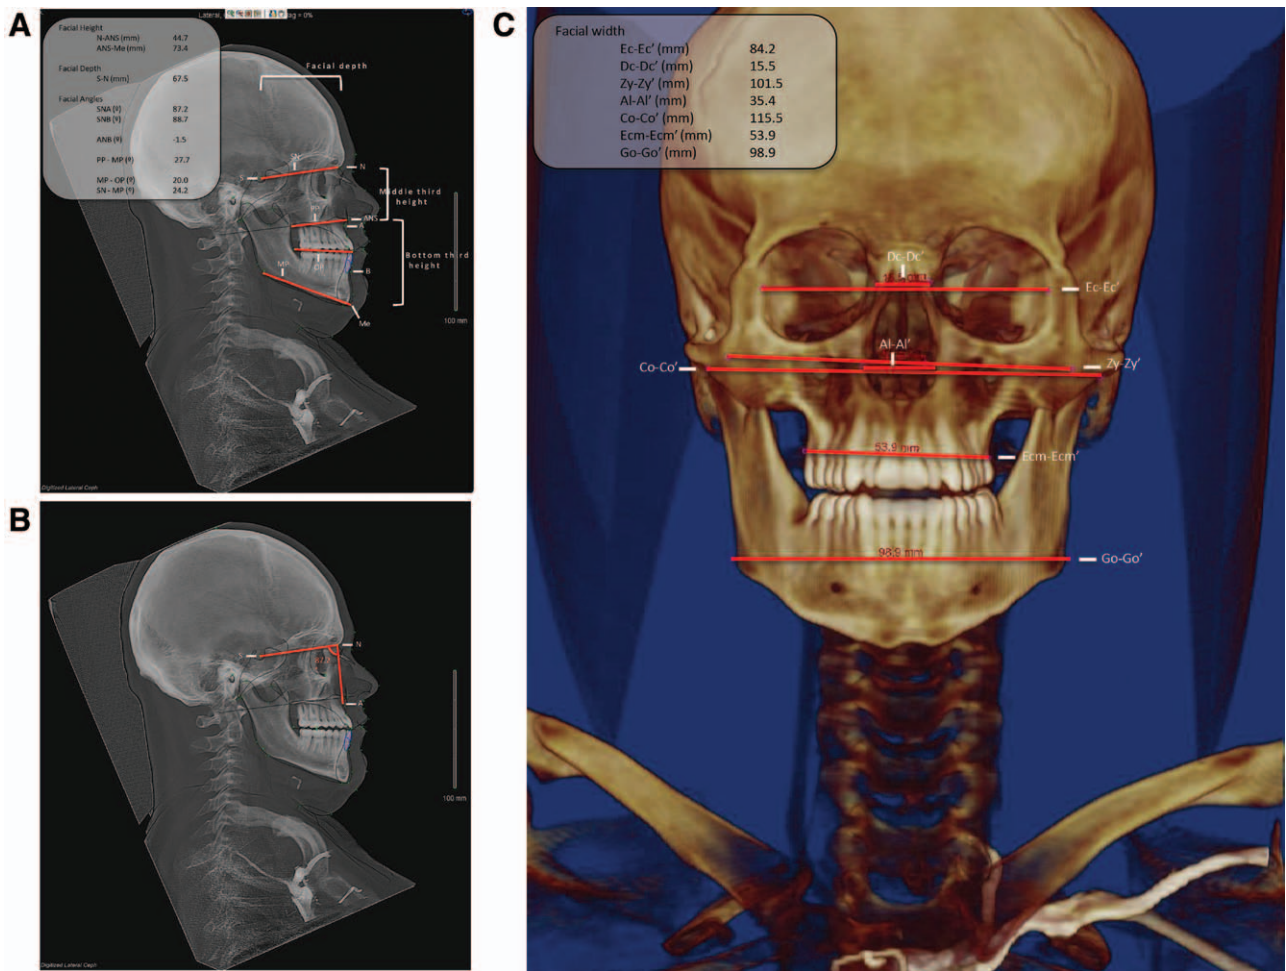 A
Lateral,
= 0%
Facial Height
N-ANS (mm) 44.7
ANS-Me (mm) 73.4
Facial Depth
S-N (mm) 67.5
Facial Angles
SNA (º) 87.2
SNB (º) 88.7
ANB (º) -1.5
PP - MP (º) 27.7
MP - OP (º) 20.0
SN - MP (º) 24.2
Facial depth
SN
S
N
Middle third
height
PP
ANS
A
Bottom third
height
MP
OP
B
Me
100 mm
Digitized Lateral Ceph
B
S
N
A
100 mm
Digitized Lateral Ceph
C
Facial width
Ec-Ec' (mm) 84.2
Dc-Dc' (mm) 15.5
Zy-Zy' (mm) 101.5
Al-Al' (mm) 35.4
Co-Co' (mm) 115.5
Ecm-Ecm' (mm) 53.9
Go-Go' (mm) 98.9
Dc-Dc'
Ec-Ec'
Al-Al'
Co-Co'
Zy-Zy'
53.9 mm
Ecm-Ecm'
98.9 mm
Go-Go'